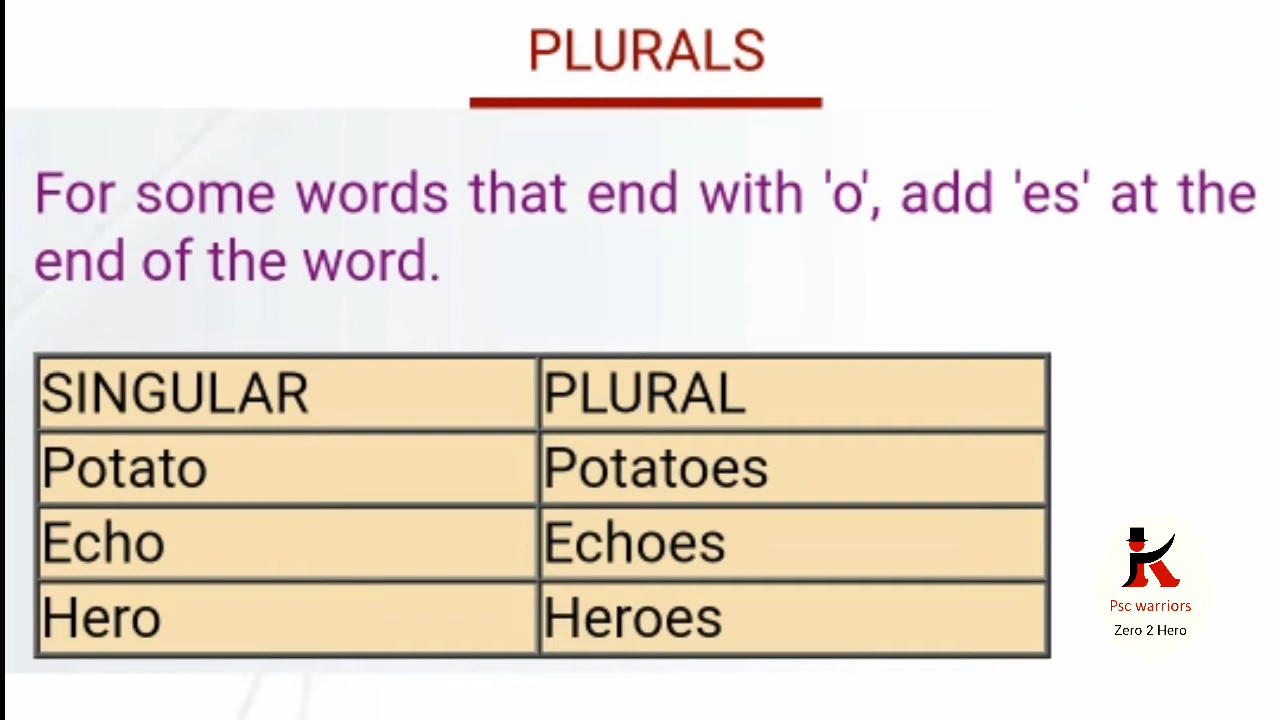 PLURALS
For some words that end with 'o', add 'es' at the
end of the word.
SINGULAR PLURAL
Potato Potatoes
Echo Echoes
Hero Heroes
Psc warriors
Zero 2 Hero